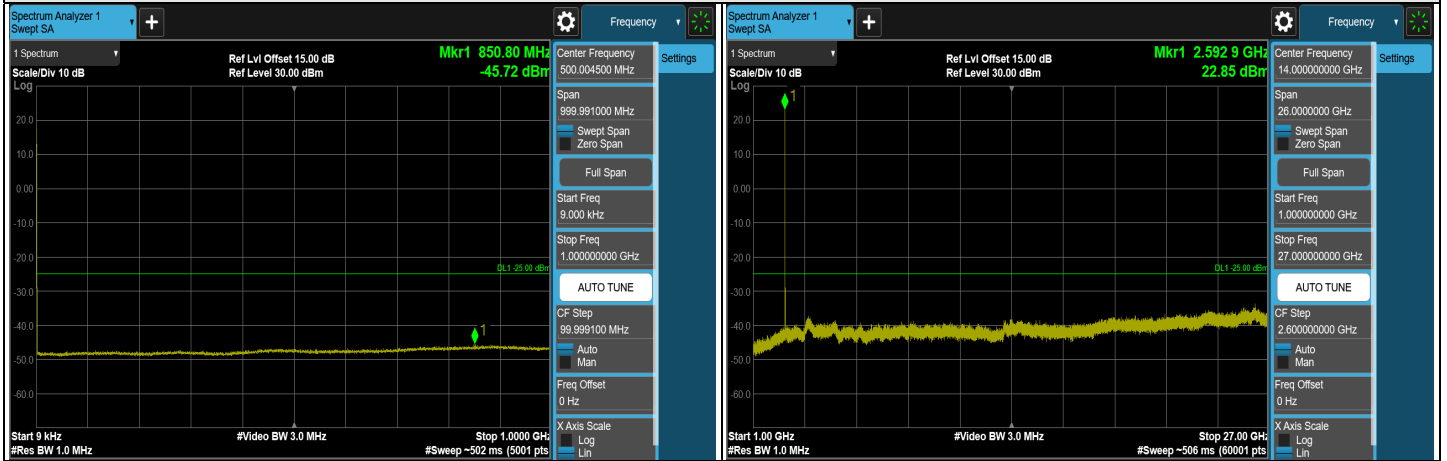 Spectrum Analyzer 1
Swept SA
+
Frequency
1 Spectrum
Ref Lvl Offset 15.00 dB
Mkr1 850.80 MHz
Scale/Div 10 dB
Ref Level 30.00 dBm
-45.72 dBm
Log
1
20.0
10.0
0.00
-10.0
-20.0
DL1 -25.00 dBm
-30.0
-40.0
1
-50.0
-60.0
Start 9 kHz
#Video BW 3.0 MHz
Stop 1.0000 GHz
#Res BW 1.0 MHz
#Sweep ~502 ms (5001 pts)
Center Frequency
500.004500 MHz
Settings
Span
999.991000 MHz
Swept Span
Zero Span
Full Span
Start Freq
9.000 kHz
Stop Freq
1.000000000 GHz
AUTO TUNE
CF Step
99.999100 MHz
Auto
Man
Freq Offset
0 Hz
X Axis Scale
Log
Lin
Spectrum Analyzer 1
Swept SA
+
Frequency
1 Spectrum
Ref Lvl Offset 15.00 dB
Mkr1 2.592 9 GHz
Scale/Div 10 dB
Ref Level 30.00 dBm
22.85 dBm
Log
1
20.0
10.0
0.00
-10.0
-20.0
DL1 -25.00 dBm
-30.0
-40.0
-50.0
-60.0
Start 1.00 GHz
#Video BW 3.0 MHz
Stop 27.00 GHz
#Res BW 1.0 MHz
#Sweep ~506 ms (60001 pts)
Center Frequency
14.000000000 GHz
Settings
Span
26.0000000 GHz
Swept Span
Zero Span
Full Span
Start Freq
1.000000000 GHz
Stop Freq
27.000000000 GHz
AUTO TUNE
CF Step
2.600000000 GHz
Auto
Man
Freq Offset
0 Hz
X Axis Scale
Log
Lin